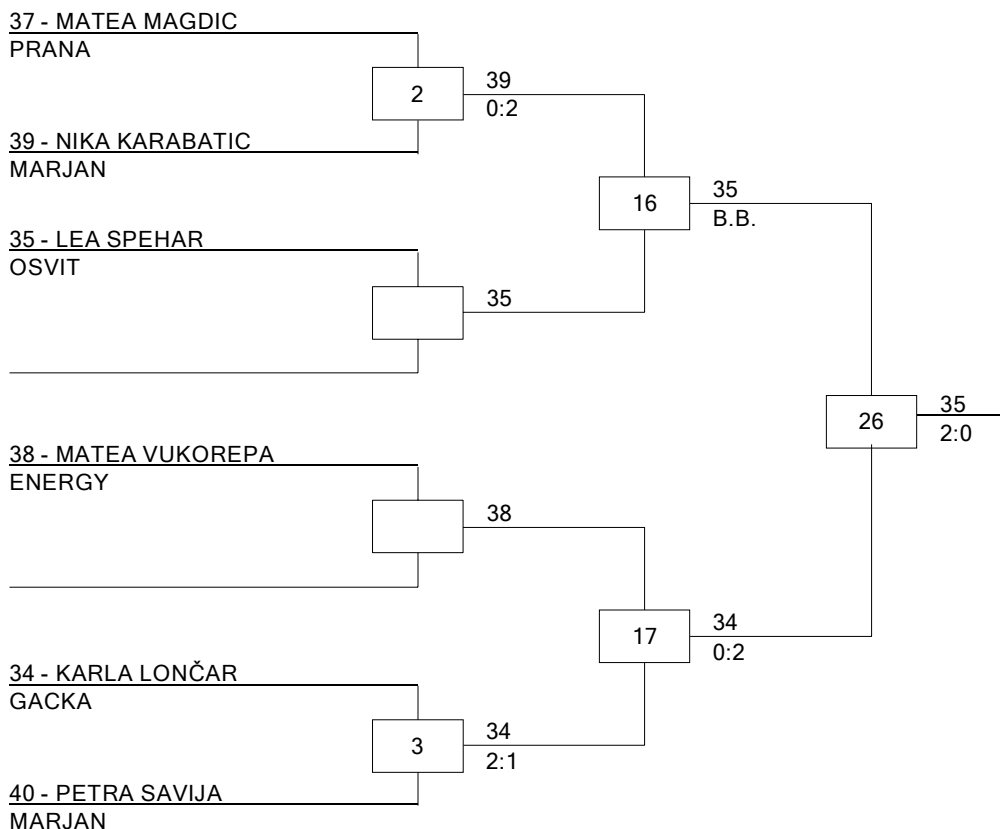 37 - MATEA MAGDIC
PRANA
2
39
0:2
39 - NIKA KARABATIC
MARJAN
16
35
B.B.
35 - LEA SPEHAR
OSVIT
35
26
35
2:0
38 - MATEA VUKOREPA
ENERGY
38
17
34
0:2
34 - KARLA LONČAR
GACKA
3
34
2:1
40 - PETRA SAVIJA
MARJAN